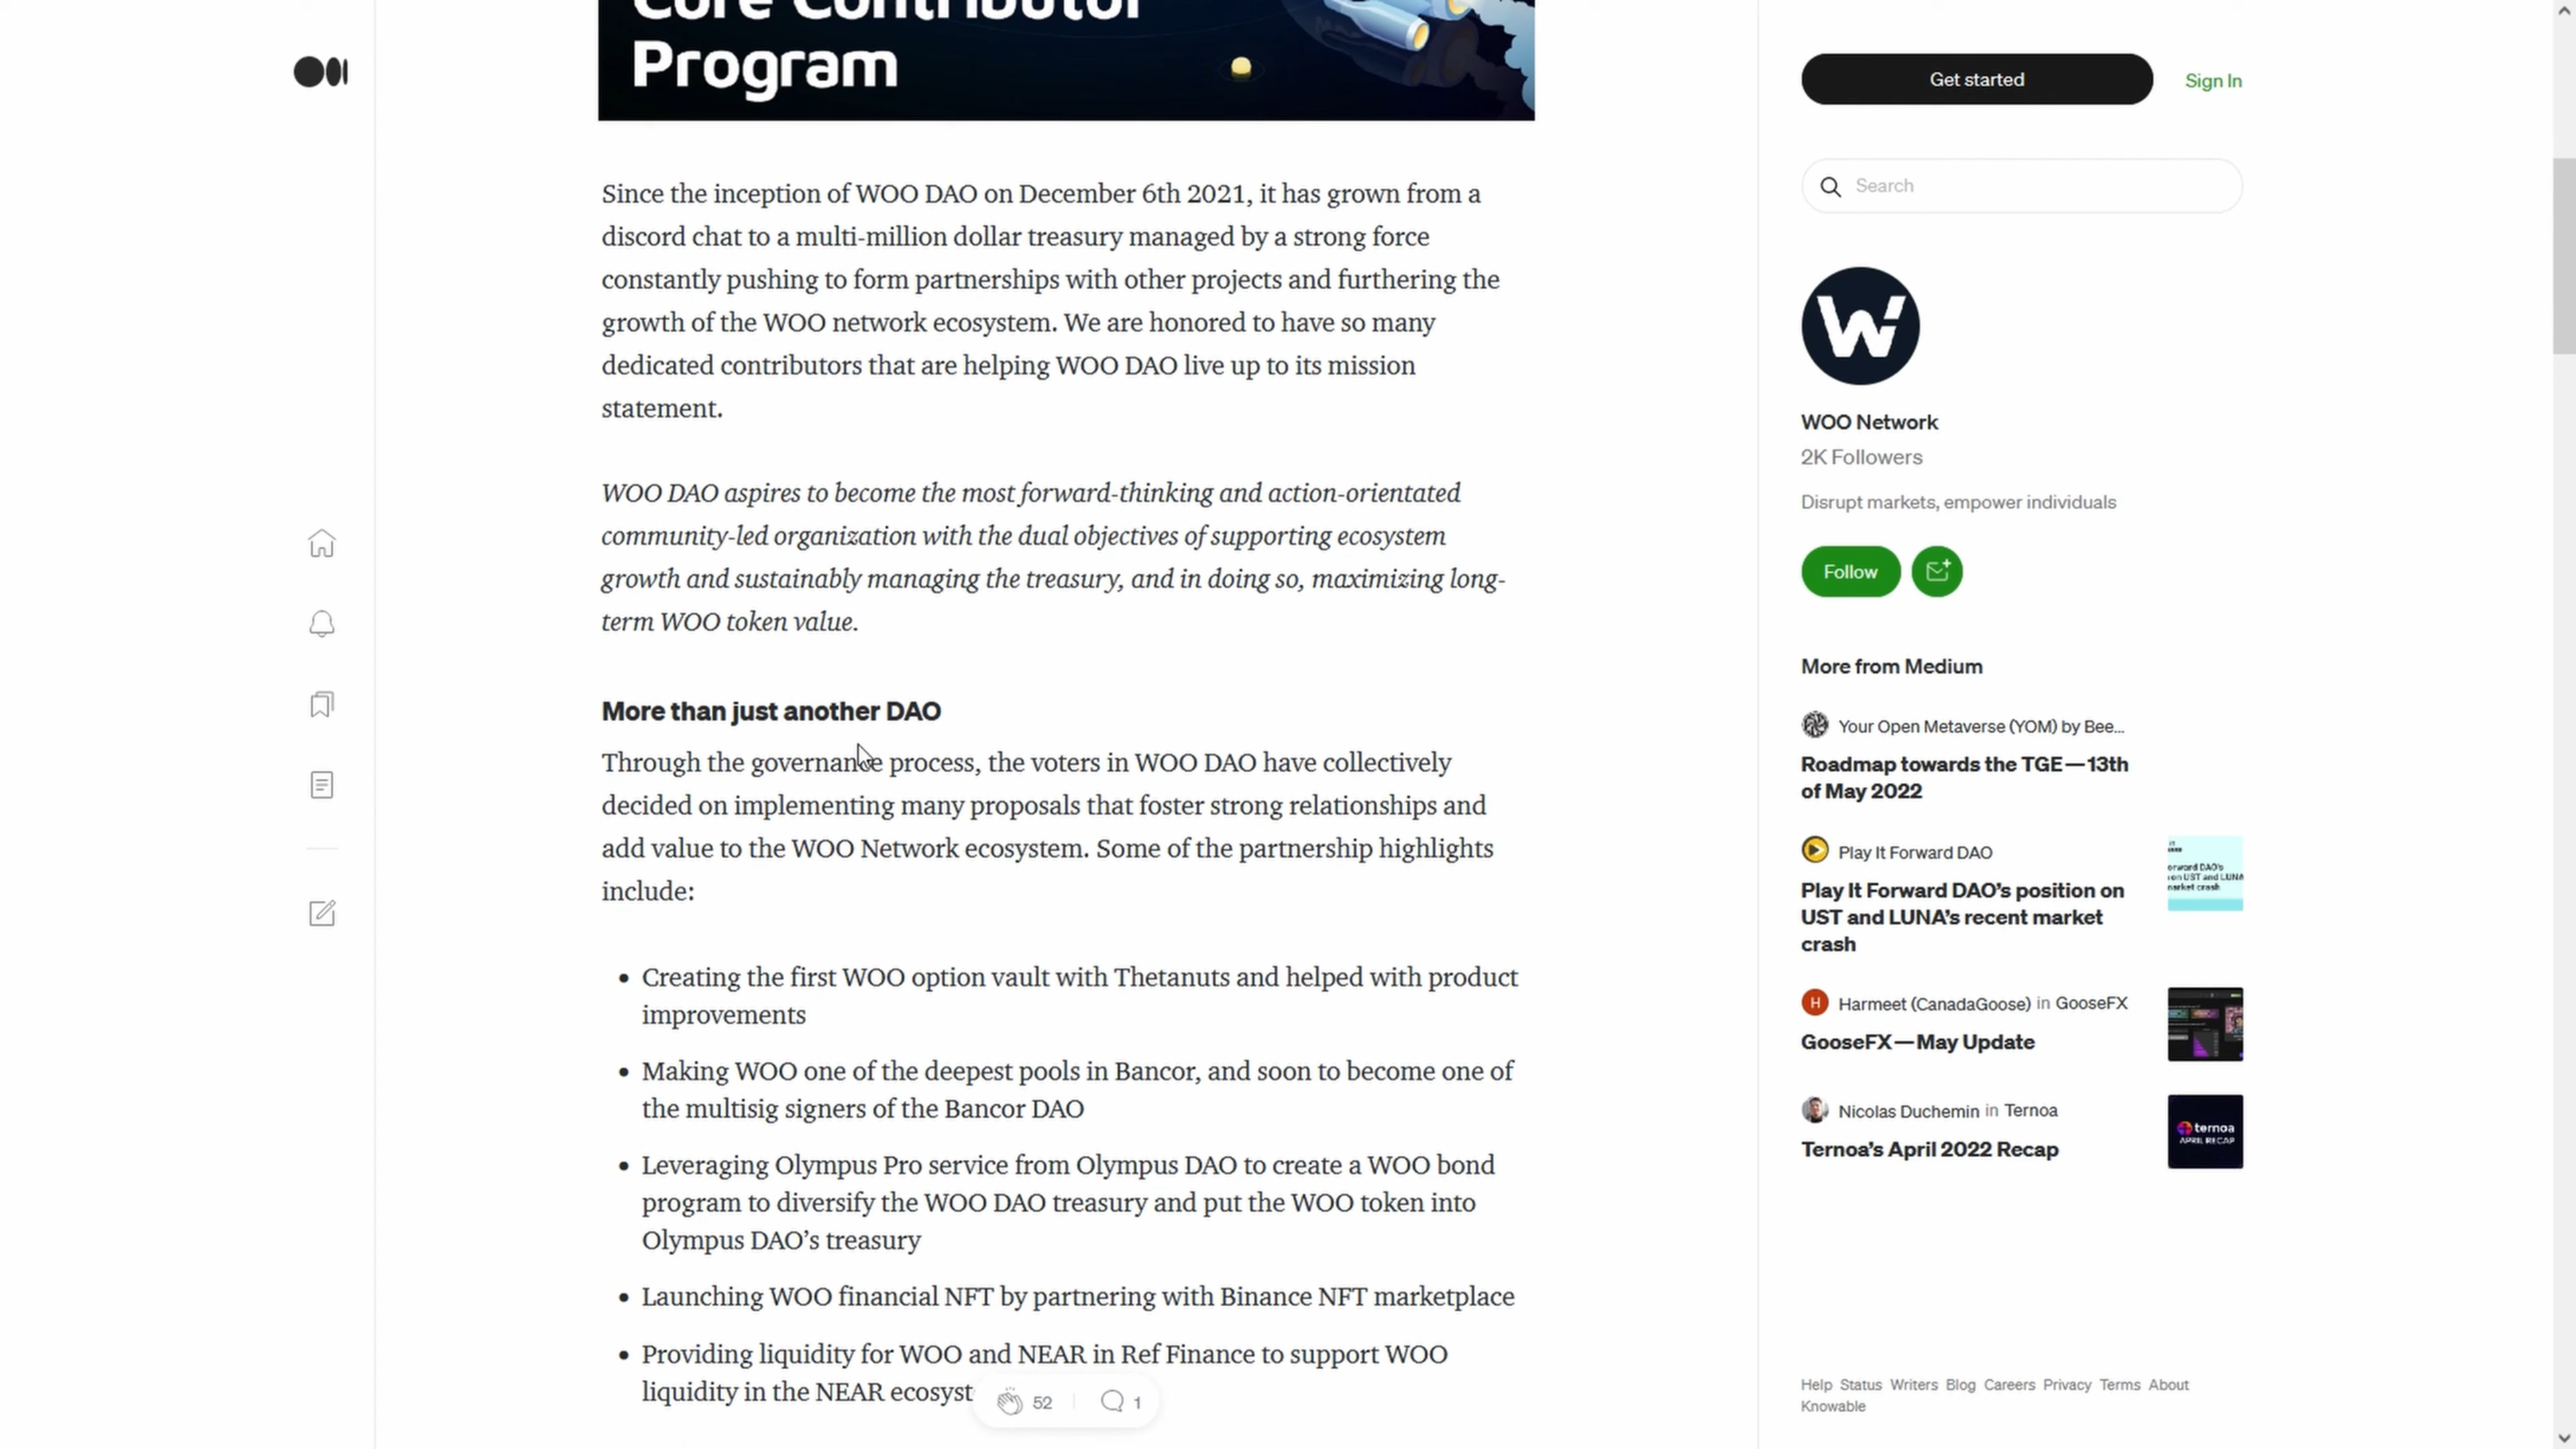 Core Contributor
Program
Since the inception of WOO DAO on December 6th 2021, it has grown from a
discord chat to a multi-million dollar treasury managed by a strong force
constantly pushing to form partnerships with other projects and furthering the
growth of the WOO network ecosystem. We are honored to have so many
dedicated contributors that are helping WOO DAO live up to its mission
statement.
WOO DAO aspires to become the most forward-thinking and action-orientated
community-led organization with the dual objectives of supporting ecosystem
growth and sustainably managing the treasury, and in doing so, maximizing long-
term WOO token value.
More than just another DAO
Through the governance process, the voters in WOO DAO have collectively
decided on implementing many proposals that foster strong relationships and
add value to the WOO Network ecosystem. Some of the partnership highlights
include:
• Creating the first WOO option vault with Thetanuts and helped with product
improvements
• Making WOO one of the deepest pools in Bancor, and soon to become one of
the multisig signers of the Bancor DAO
• Leveraging Olympus Pro service from Olympus DAO to create a WOO bond
program to diversify the WOO DAO treasury and put the WOO token into
Olympus DAO's treasury
• Launching WOO financial NFT by partnering with Binance NFT marketplace
• Providing liquidity for WOO and NEAR in Ref Finance to support WOO
liquidity in the NEAR ecosyst
52
1
Get started
Sign In
Search
WOO Network
2K Followers
Disrupt markets, empower individuals
Follow
More from Medium
Your Open Metaverse (YOM) by Bee...
Roadmap towards the TGE—13th
of May 2022
Play It Forward DAO
Play It Forward DAO's position on
UST and LUNA's recent market
crash
orward DAO's
on UST and LUNA
market crash
H
Harmeet (CanadaGoose) in GooseFX
GooseFX—May Update
Nicolas Duchemin in Ternoa
Ternoa's April 2022 Recap
ternoa
APRIL RECAP
Help Status Writers Blog Careers Privacy Terms About
Knowable